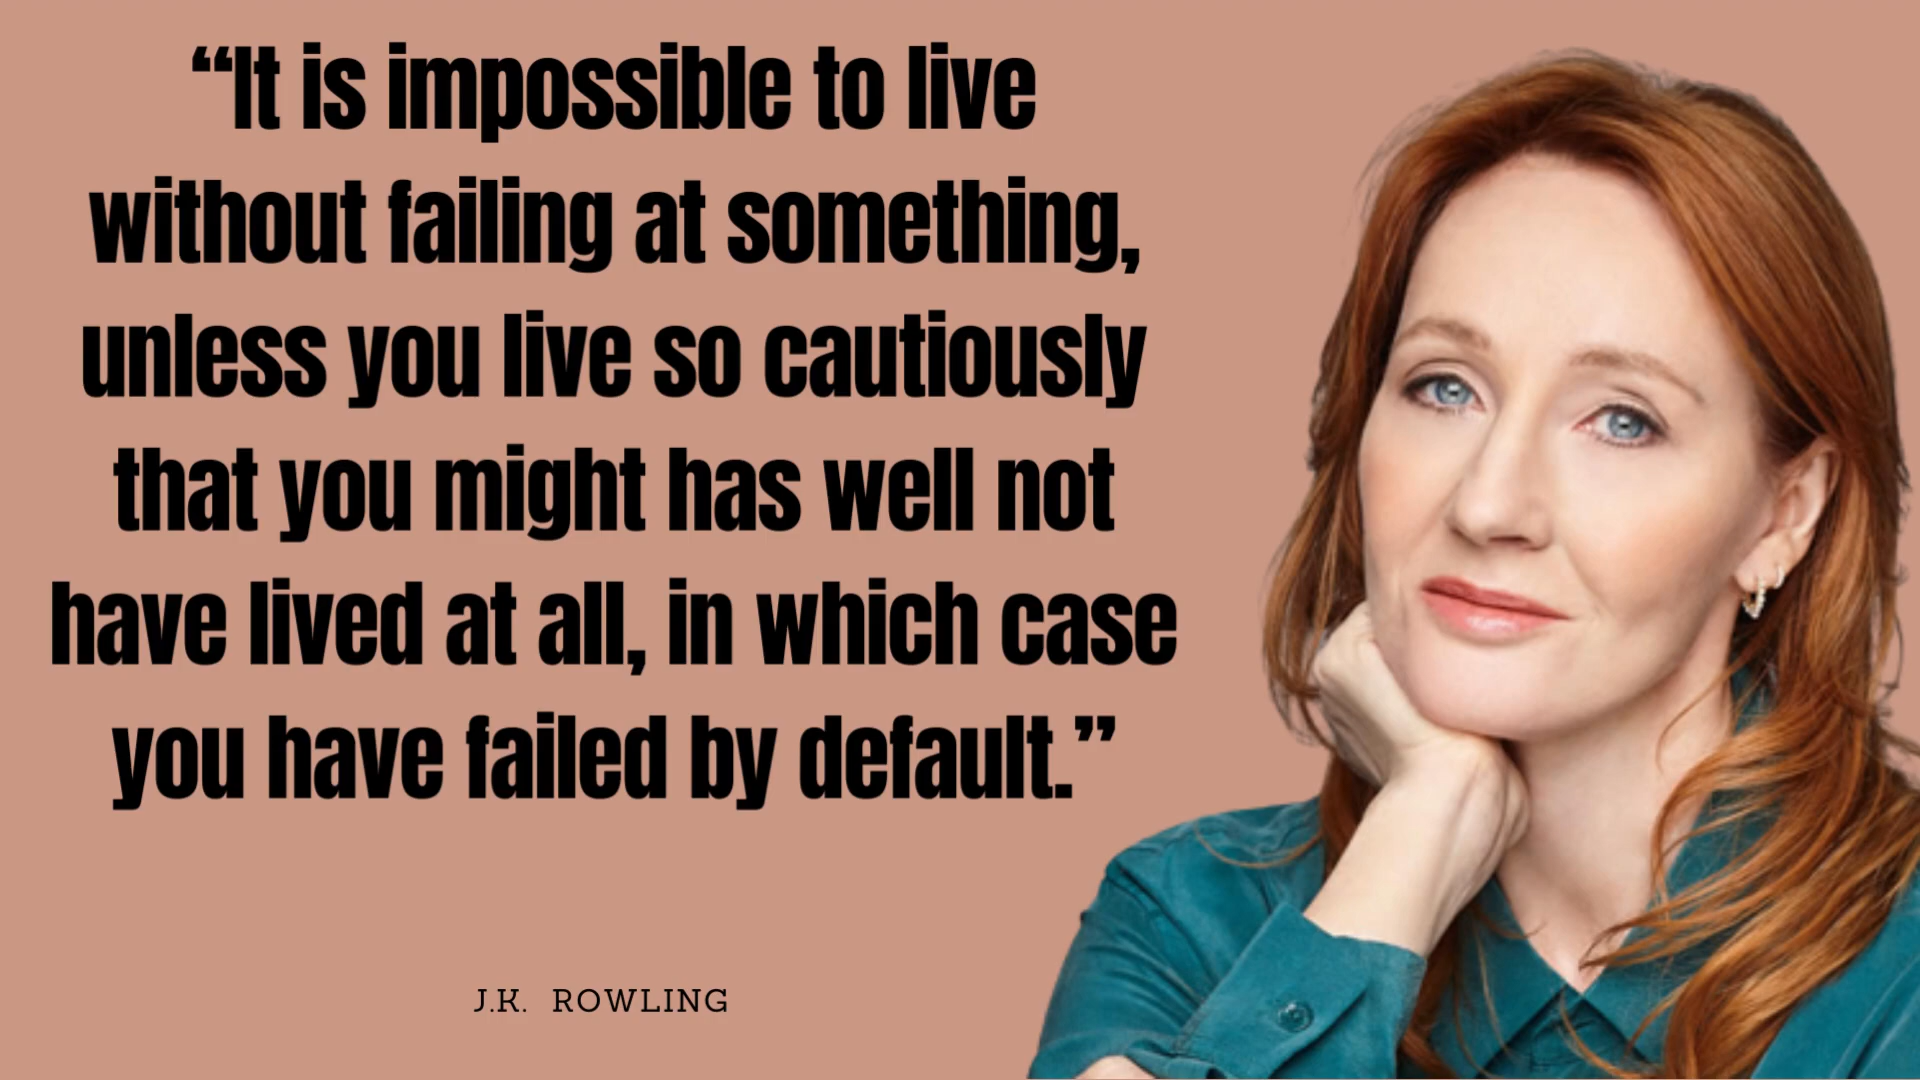 “It is impossible to live
without failing at something,
unless you live so cautiously
that you might has well not
have lived at all, in which case
you have failed by default.”
J.K. ROWLING